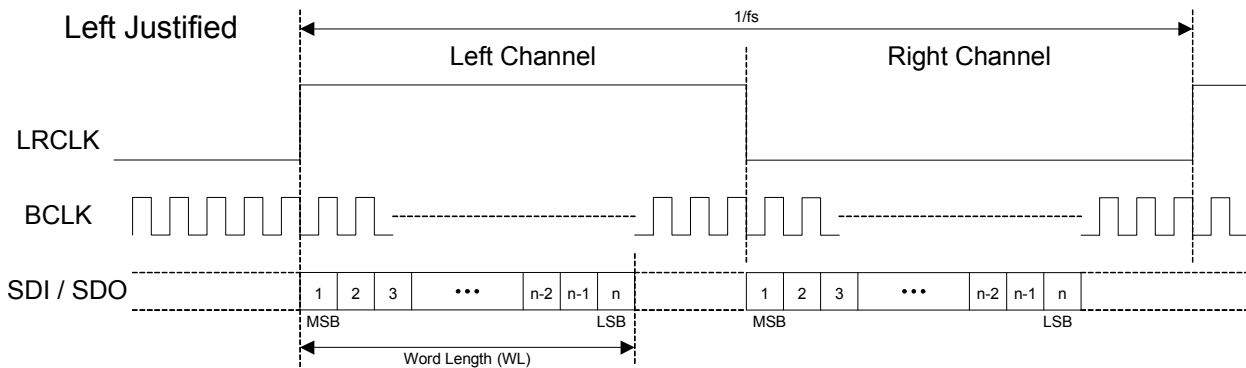 Left Justified
1/fs
Left Channel
Right Channel
LRCLK
BCLK
SDI / SDO
1 2 3 ••• n-2 n-1 n
1 2 3 ••• n-2 n-1 n
MSB
LSB
MSB
LSB
Word Length (WL)